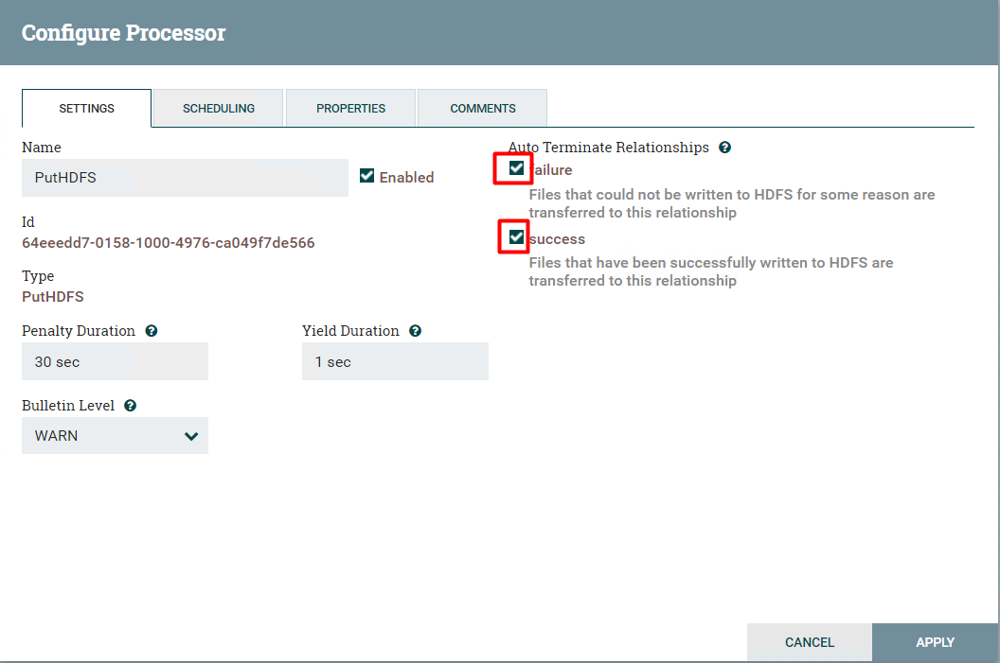 Configure Processor
SETTINGS
SCHEDULING
PROPERTIES
COMMENTS
Name
PutHDFS
Enabled
Id
64eeedd7-0158-1000-4976-ca049f7de566
Type
PutHDFS
Penalty Duration
30 sec
Yield Duration
1 sec
Bulletin Level
WARN
Auto Terminate Relationships
failure
Files that could not be written to HDFS for some reason are
transferred to this relationship
success
Files that have been successfully written to HDFS are
transferred to this relationship
CANCEL
APPLY